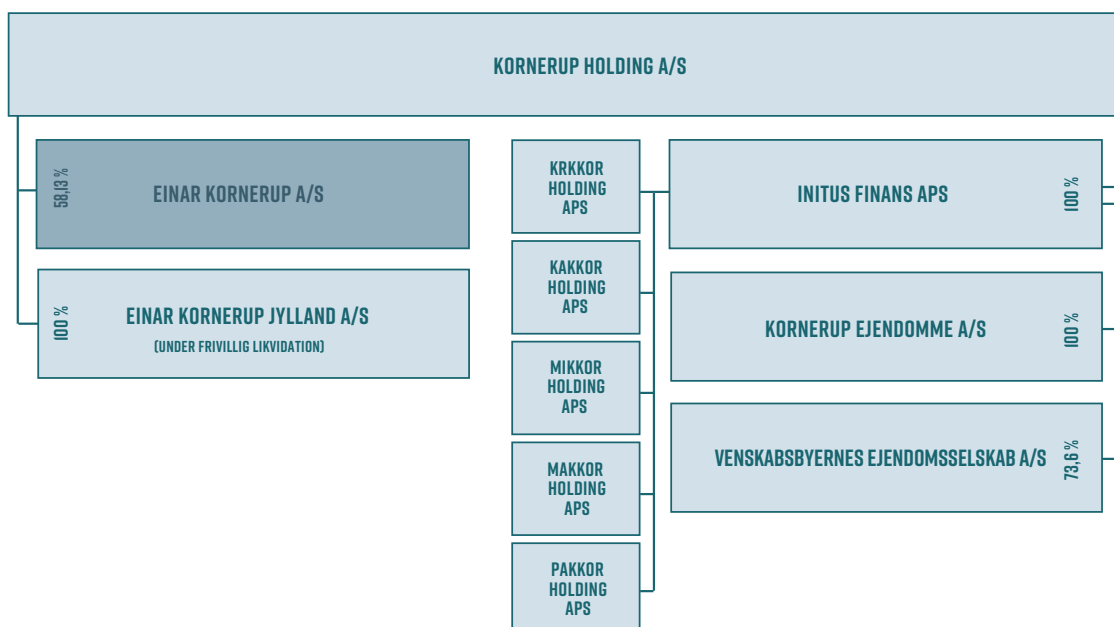 KORNERUP HOLDING A/S
58,13 %
EINAR KORNERUP A/S
100 %
EINAR KORNERUP JYLLAND A/S
(UNDER FRIVILLIG LIKVIDATION)
KRKKOR
HOLDING
APS
KAKKOR
HOLDING
APS
MIKKOR
HOLDING
APS
MAKKOR
HOLDING
APS
PAKKOR
HOLDING
APS
INITUS FINANS APS
100 %
KORNERUP EJENDOMME A/S
100 %
VENSKABSBYERNES EJENDOMSSELSKAB A/S
73,6 %